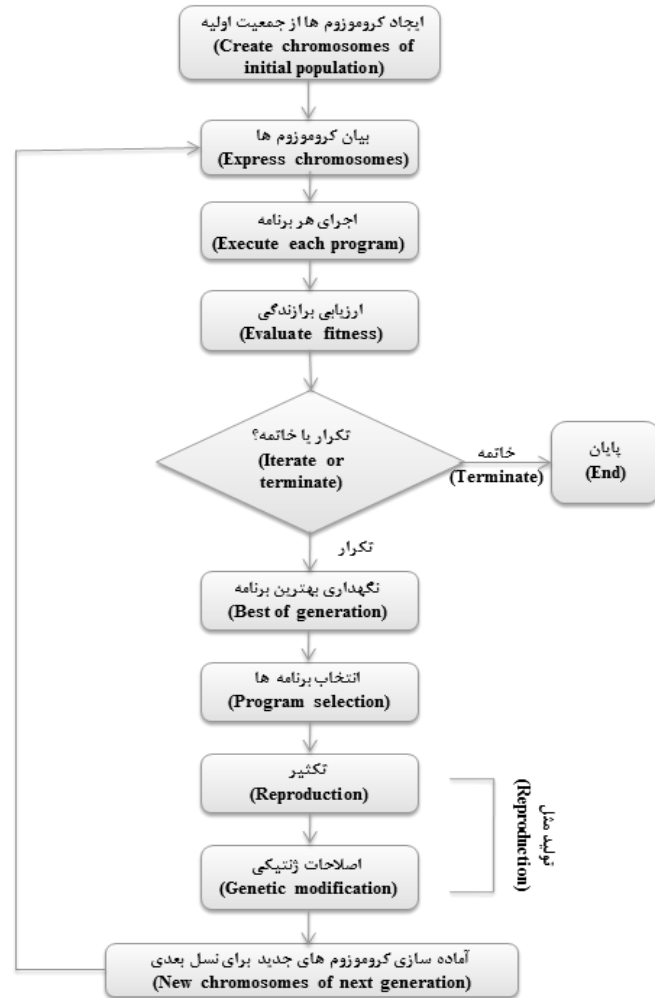 ایجاد کروموزوم ها از جمعیت اولیه
(Create chromosomes of
initial population)
بیان کروموزوم ها
(Express chromosomes)
اجرای هر برنامه
(Execute each program)
ارزیابی برازندگی
(Evaluate fitness)
تکرار یا خاتمه؟
(Iterate or
terminate)
خاتمه
(Terminate)
پایان
(End)
تکرار
نگهداری بهترین برنامه
(Best of generation)
انتخاب برنامه ها
(Program selection)
تکثیر
(Reproduction)
اصلاحات ژنتیکی
(Genetic modification)
تولید مثل
(Reproduction)
آماده سازی کروموزوم های جدید برای نسل بعدی
(New chromosomes of next generation)